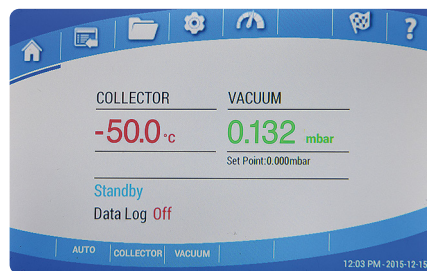 ?
COLLECTOR VACUUM
-50.0 °c 0.132 mbar
Set Point:0.000mbar
Standby
Data Log Off
AUTO COLLECTOR VACUUM
12:03 PM - 2015-12-15